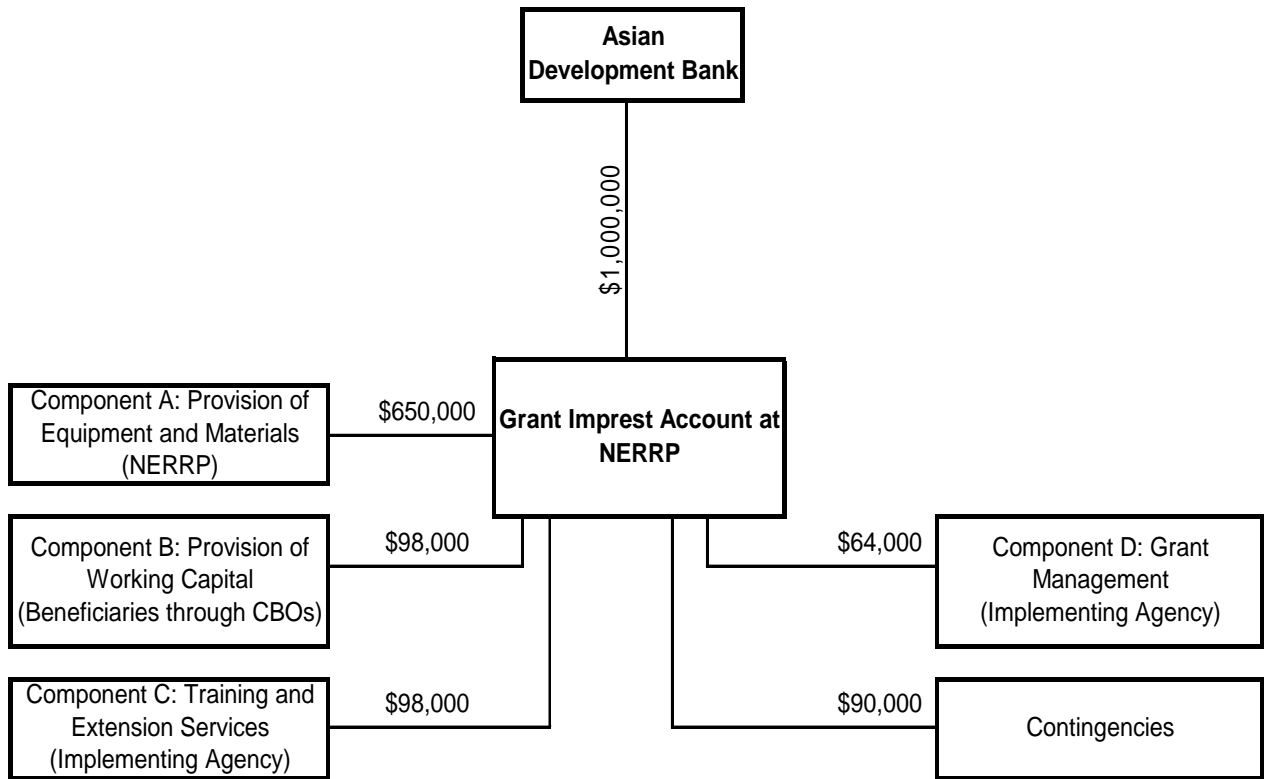 Asian
Development Bank
$1,000,000
Component A: Provision of
Equipment and Materials
(NERRP)
$650,000
Grant Imprest Account at
NERRP
Component B: Provision of
Working Capital
(Beneficiaries through CBOs)
$98,000
$64,000
Component D: Grant
Management
(Implementing Agency)
Component C: Training and
Extension Services
(Implementing Agency)
$98,000
$90,000
Contingencies